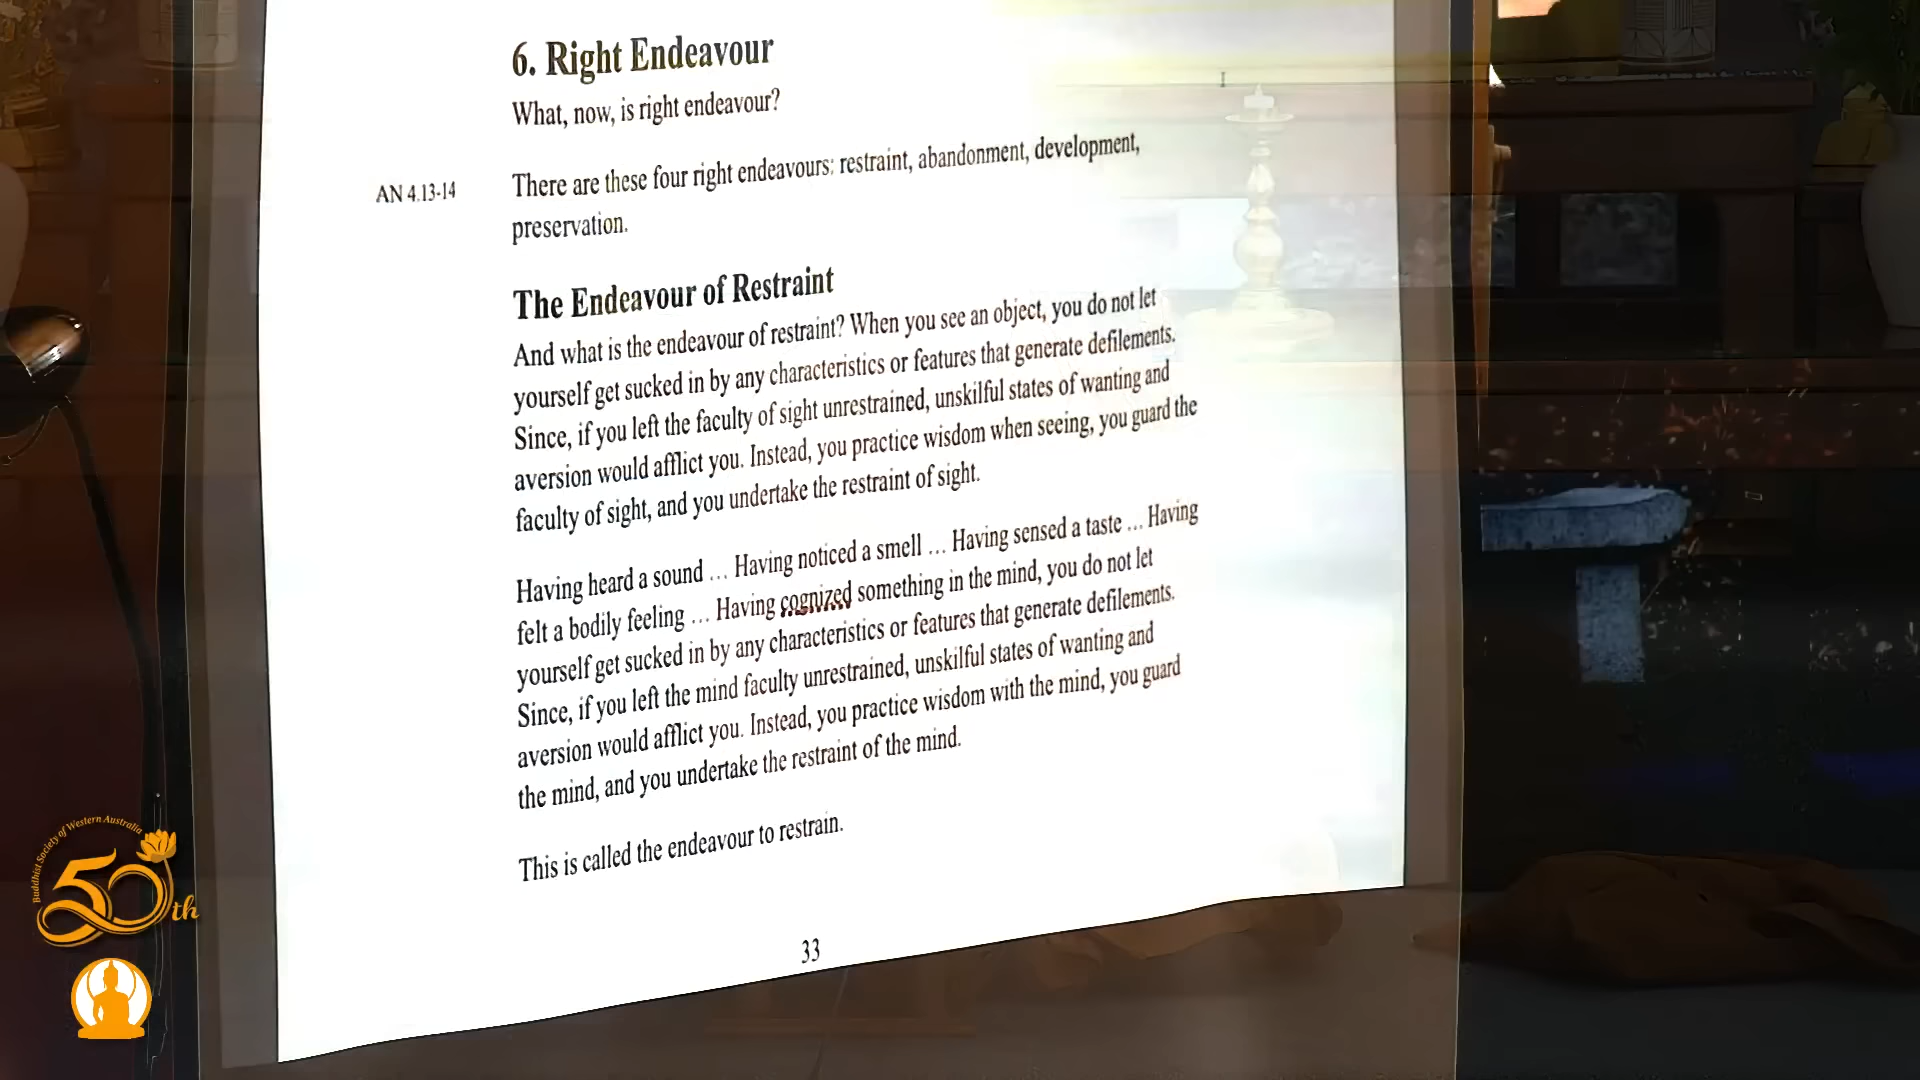 6. Right Endeavour
What, now, is right endeavour?
AN 4.13-14
There are these four right endeavours: restraint, abandonment, development,
preservation.
The Endeavour of Restraint
And what is the endeavour of restraint? When you see an object, you do not let
yourself get sucked in by any characteristics or features that generate defilements.
Since, if you left the faculty of sight unrestrained, unskilful states of wanting and
aversion would afflict you. Instead, you practice wisdom when seeing, you guard the
faculty of sight, and you undertake the restraint of sight.
Having heard a sound … Having noticed a smell … Having sensed a taste … Having
felt a bodily feeling … Having cognized something in the mind, you do not let
yourself get sucked in by any characteristics or features that generate defilements.
Since, if you left the mind faculty unrestrained, unskilful states of wanting and
aversion would afflict you. Instead, you practice wisdom with the mind, you guard
the mind, and you undertake the restraint of the mind.
This is called the endeavour to restrain.
33
Buddhist Society of Western Australia
50th